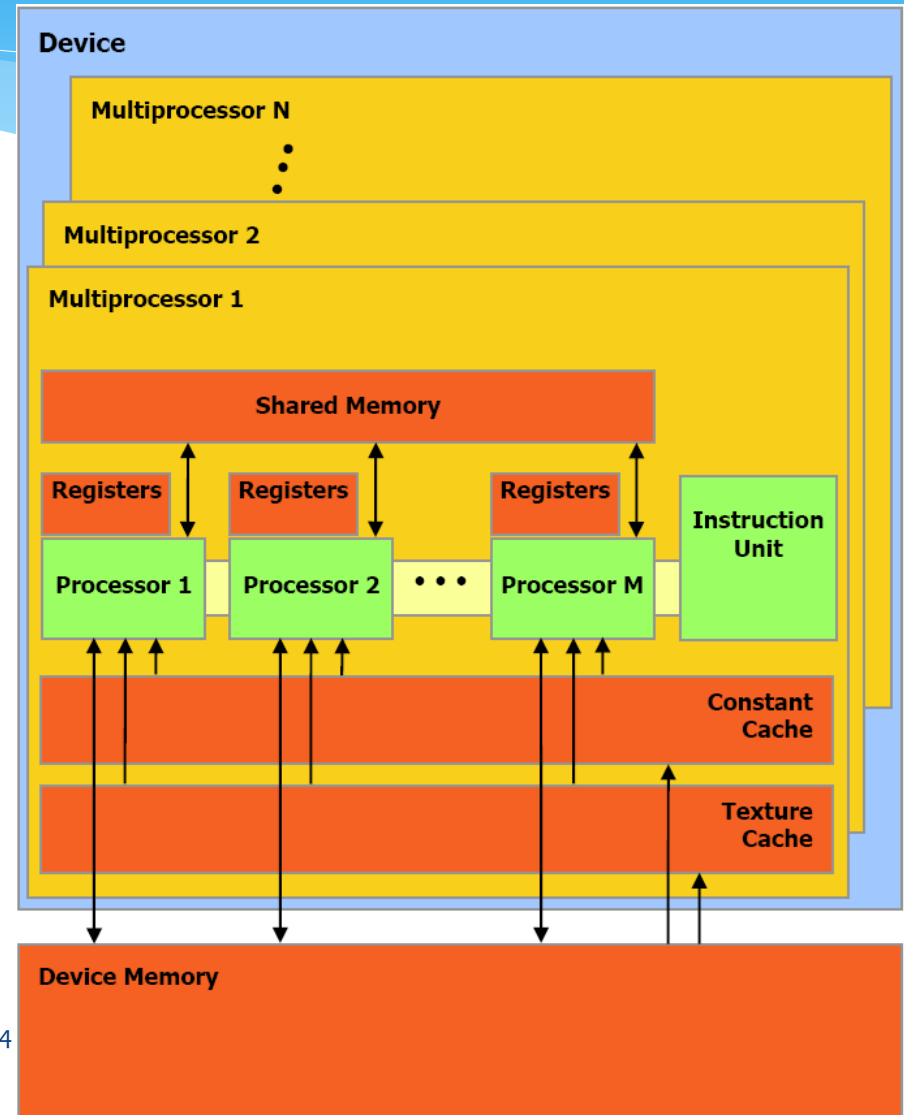 Device
Multiprocessor N
Multiprocessor 2
Multiprocessor 1
Shared Memory
Registers
Registers
Registers
Instruction
Unit
Processor 1
Processor 2
Processor M
Constant
Cache
Texture
Cache
Device Memory
4